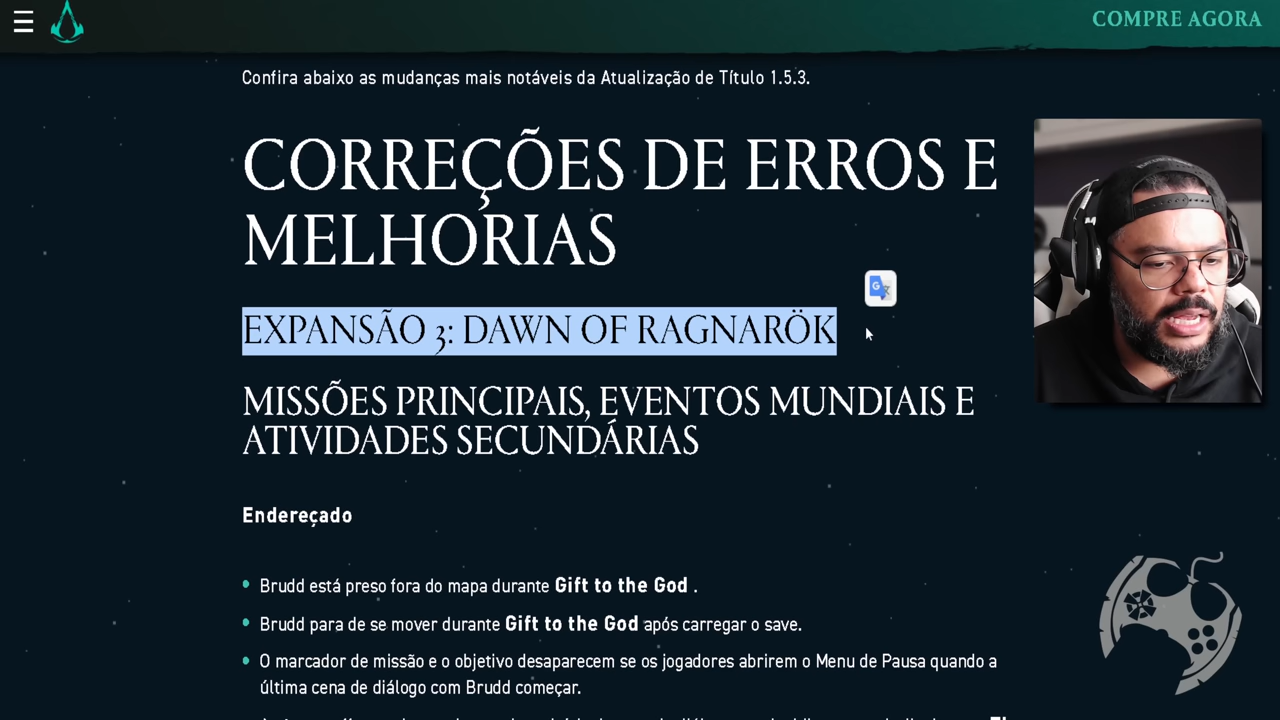 COMPRE AGORA
Confira abaixo as mudanças mais notáveis da Atualização de Título 1.5.3.
CORREÇÕES DE ERROS E
MELHORIAS
EXPANSÃO 3: DAWN OF RAGNARÖK
MISSÕES PRINCIPAIS, EVENTOS MUNDIAIS E
ATIVIDADES SECUNDÁRIAS
Endereçado
Brudd está preso fora do mapa durante Gift to the God .
Brudd para de se mover durante Gift to the God após carregar o save.
O marcador de missão e o objetivo desaparecem se os jogadores abrirem o Menu de Pausa quando a
última cena de diálogo com Brudd começar.